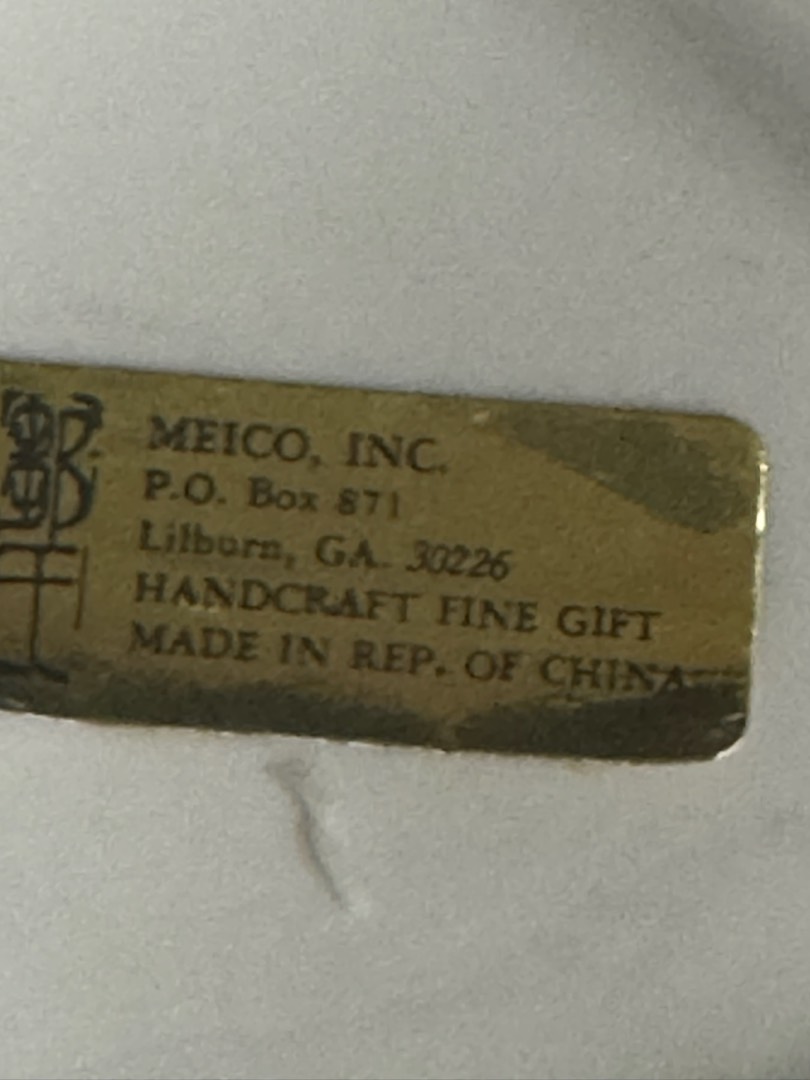 MEICO, INC.
P.O. Box 871
Lilburn, GA. 30226
HANDCRAFT FINE GIFT
MADE IN REP. OF CHINA